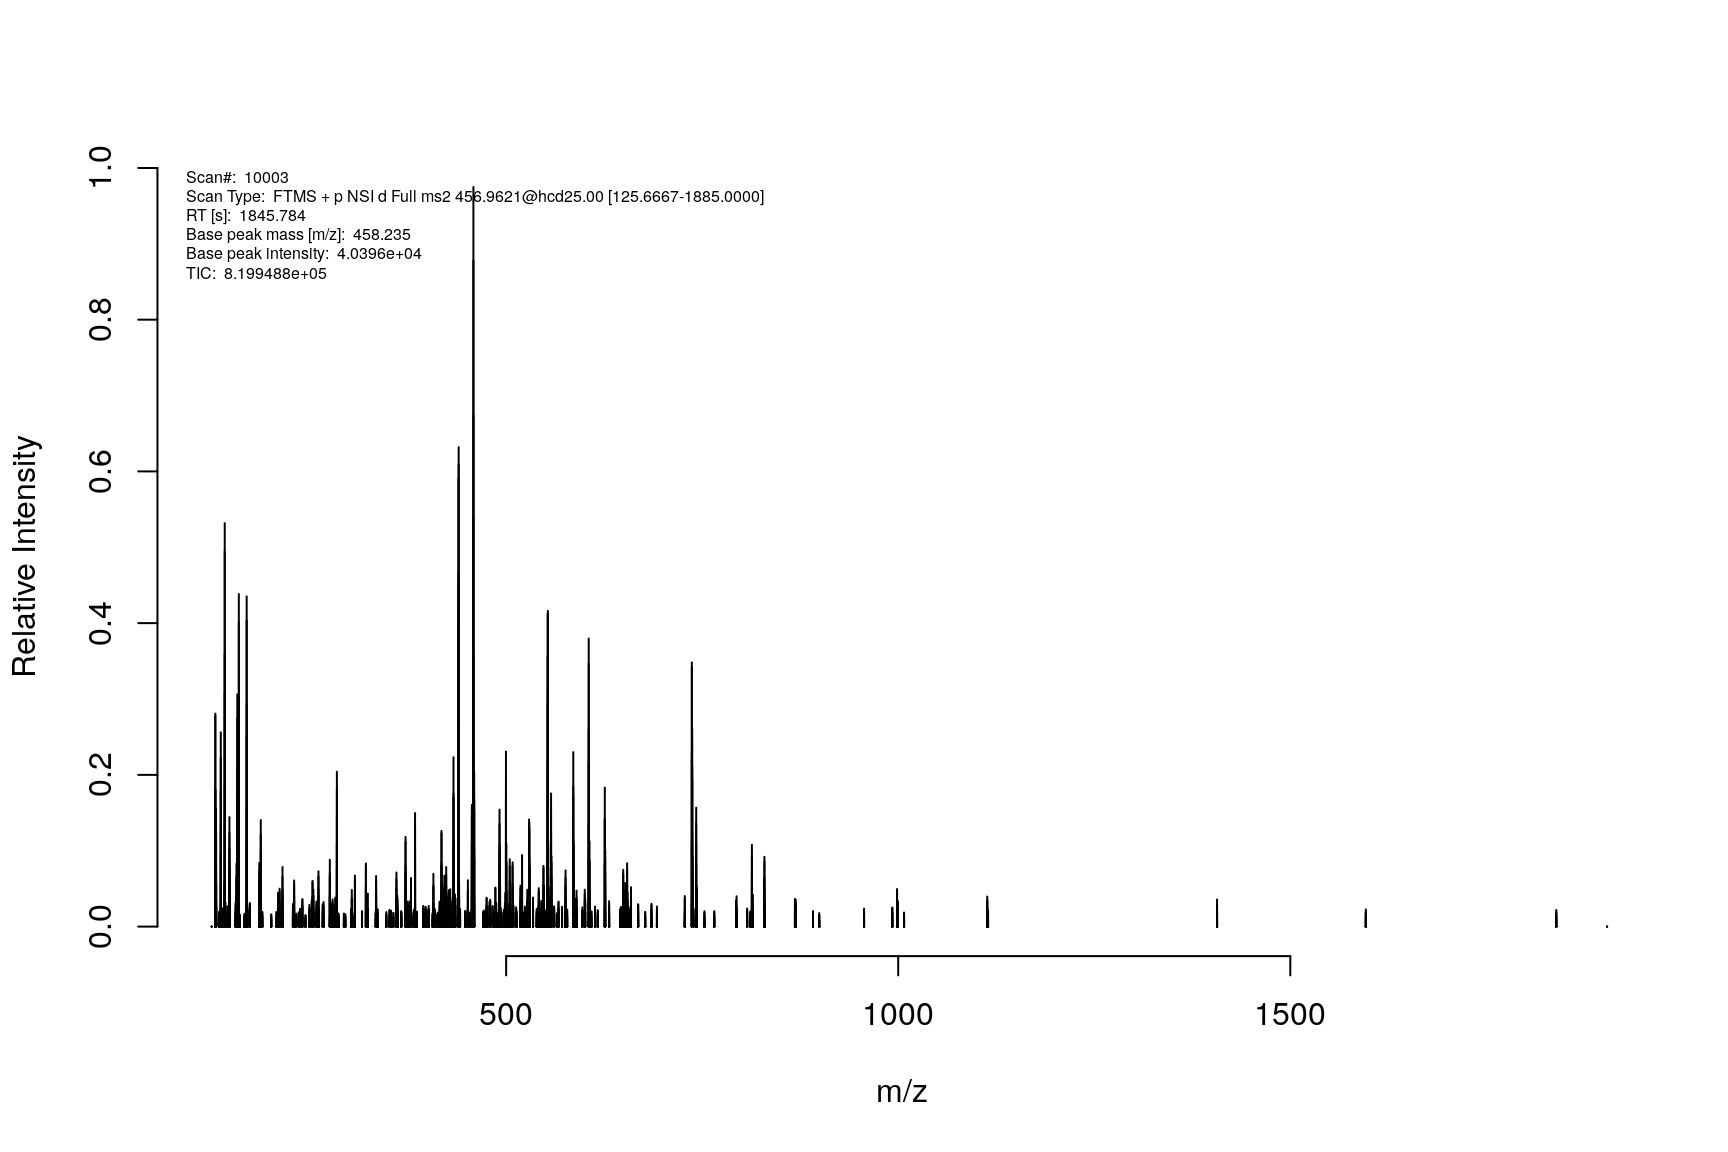 1.0
Scan#: 10003
Scan Type: FTMS + p NSI d Full ms2 456.9621@hcd25.00 [125.6667-1885.0000]
RT [s]: 1845.784
Base peak mass [m/z]: 458.235
Base peak intensity: 4.0396e+04
TIC: 8.199488e+05
0.8
0.6
0.4
0.2
0.0
Relative Intensity
500 1000 1500
m/z